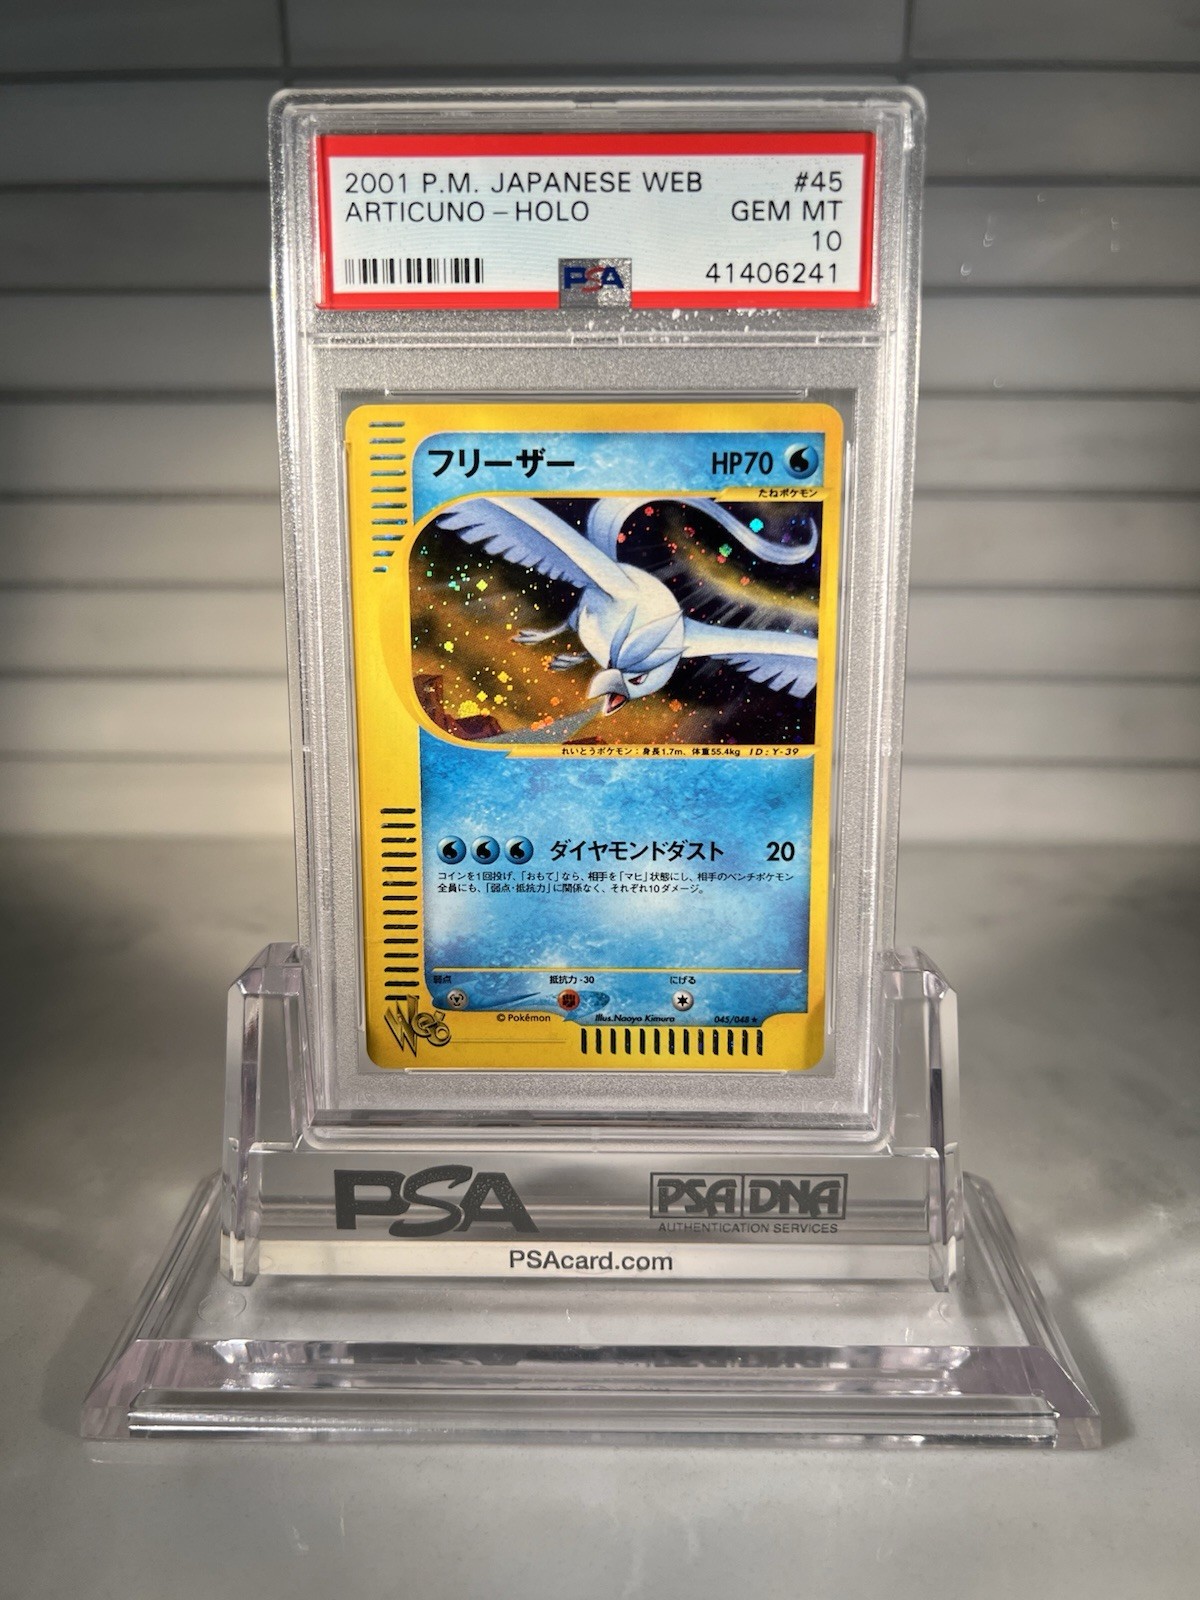 2001 P.M. JAPANESE WEB #45
ARTICUNO - HOLO GEM MT
10
PSA 41406241
フリーザー HP70
たねポケモン
れいとうポケモン：身長1.7m、体重55.4kg ID:Y-39
ダイヤモンドダスト 20
コインを1回投げ、「おもて」なら、相手を「マヒ」状態にし、相手のベンチポケモン
全員にも、「弱点・抵抗力」に関係なく、それぞれ10ダメージ。
弱点 抵抗力-30 にげる
Web © Pokémon Illus.Naoyo Kimura 045/048★
PSA PSA DNA
AUTHENTICATION SERVICES
PSAcard.com